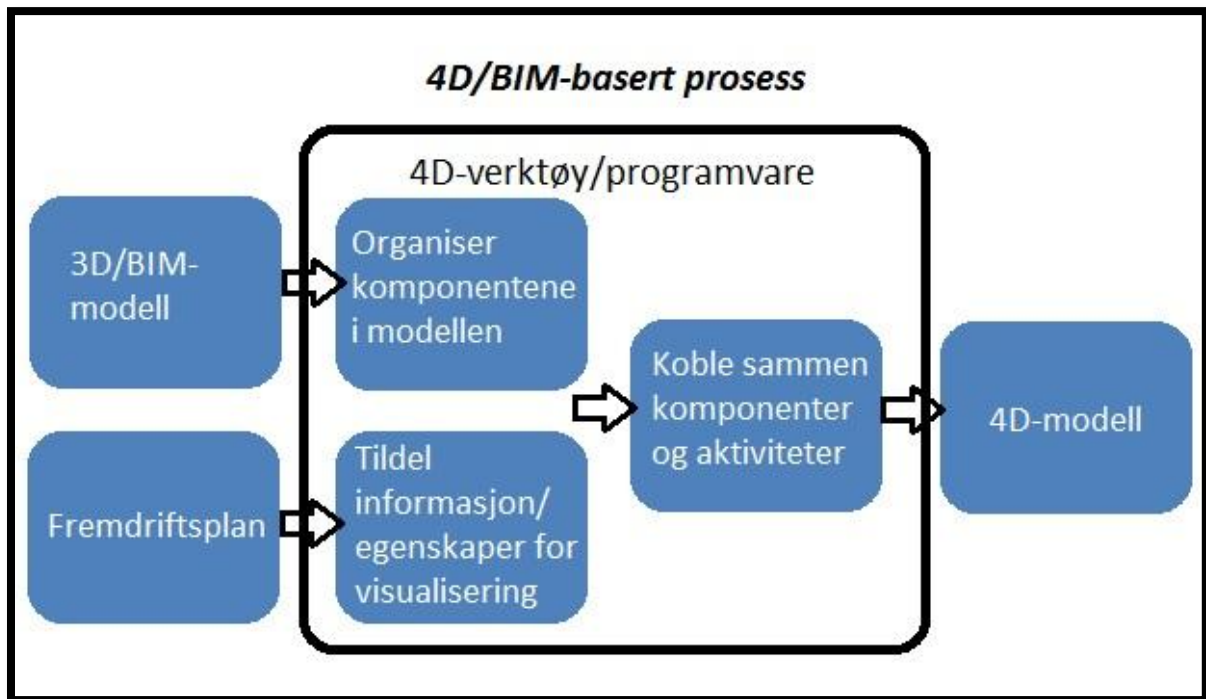 4D/BIM-basert prosess
4D-verktøy/programvare
3D/BIM-
modell
Organiser
komponentene
i modellen
Fremdriftsplan
Tildel
informasjon/
egenskaper for
visualisering
Koble sammen
komponenter
og aktiviteter
4D-modell